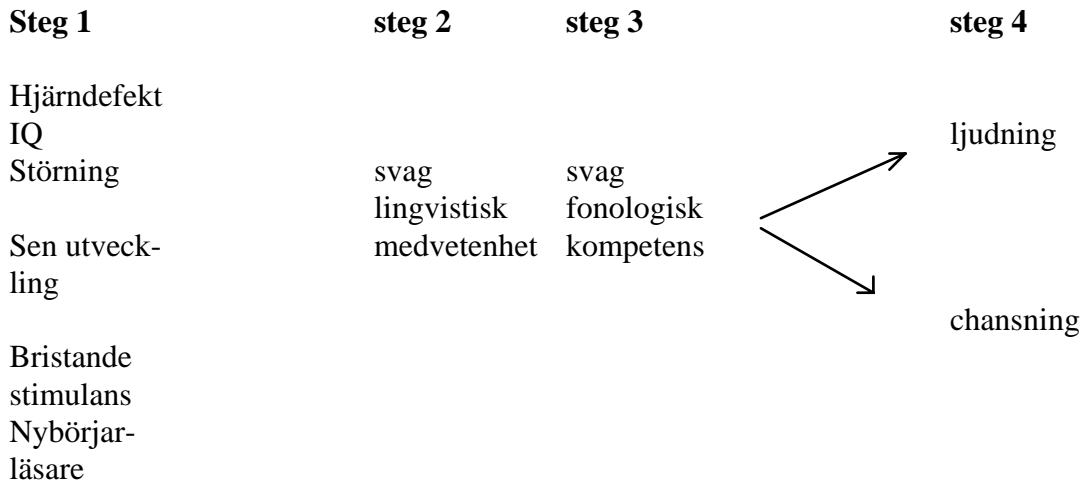 Steg 1 steg 2 steg 3 steg 4
Hjärndefekt
IQ ljudning
Störning svag svag
lingvistisk fonologisk
Sen utveck- medvetenhet kompetens
ling
chansning
Bristande
stimulans
Nybörjar-
läsare